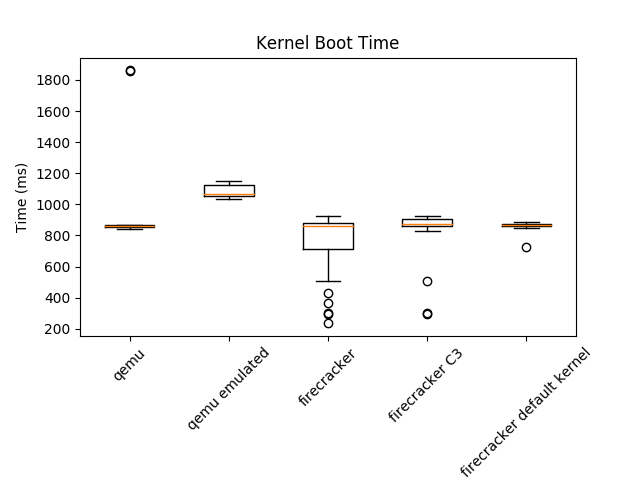 Kernel Boot Time
Time (ms)
1800
1600
1400
1200
1000
800
600
400
200
qemu
qemu emulated
firecracker
firecracker C3
firecracker default kernel